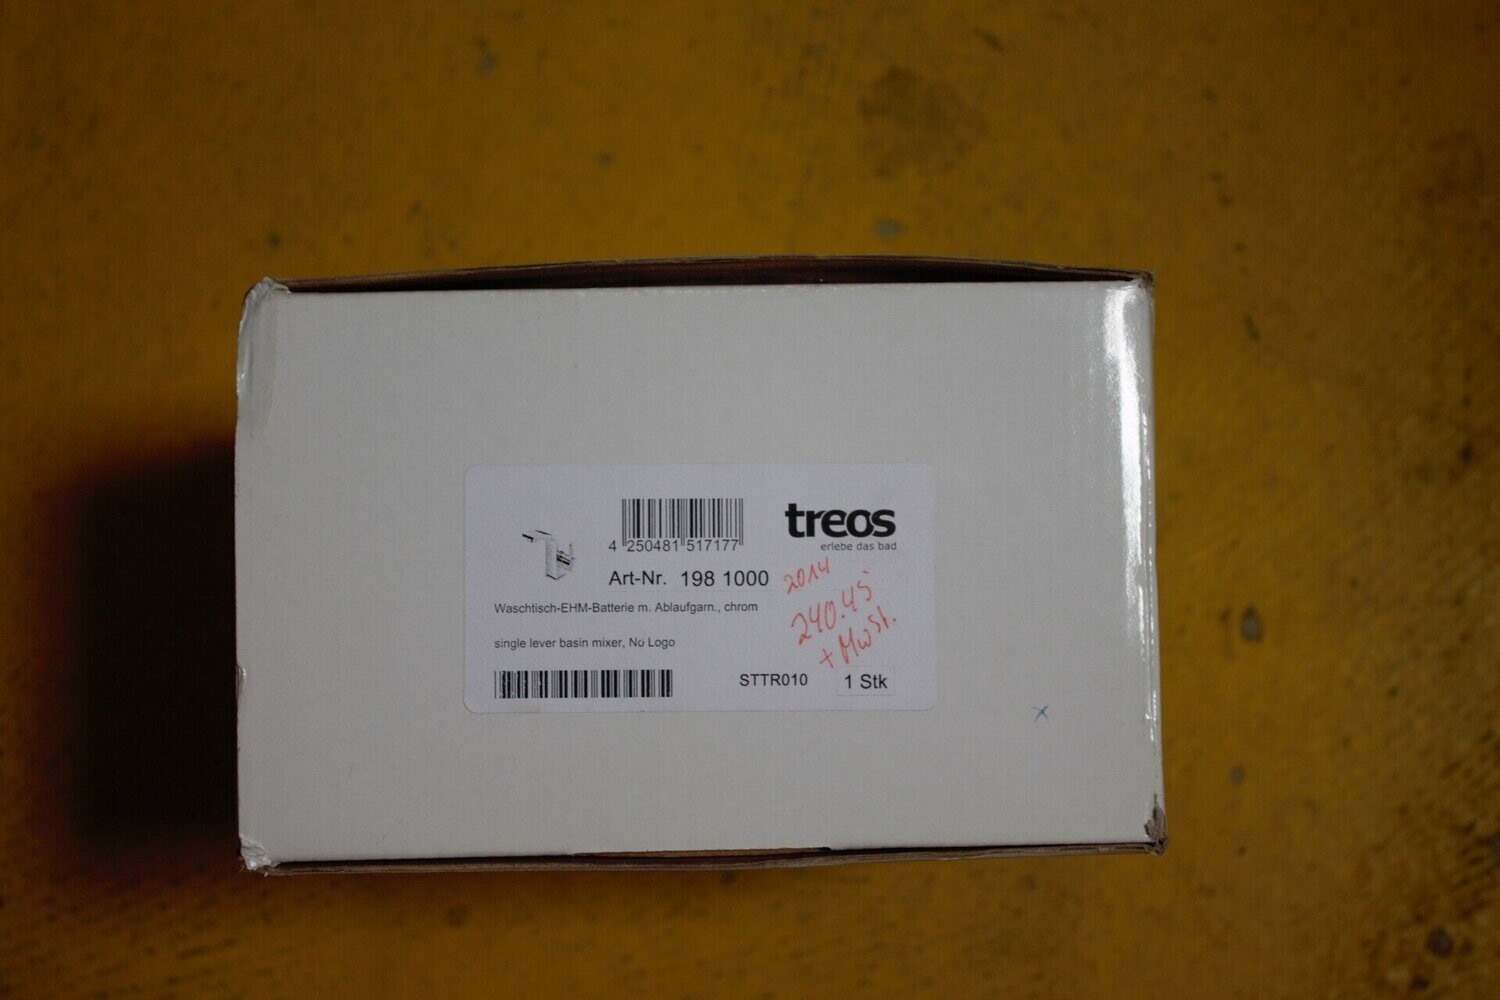 4 250481 517177
treos
erlebe das bad
Art-Nr. 198 1000
2014
240.45
+ MwSt.
Waschtisch-EHM-Batterie m. Ablaufgarn., chrom
single lever basin mixer, No Logo
STTR010 1 Stk